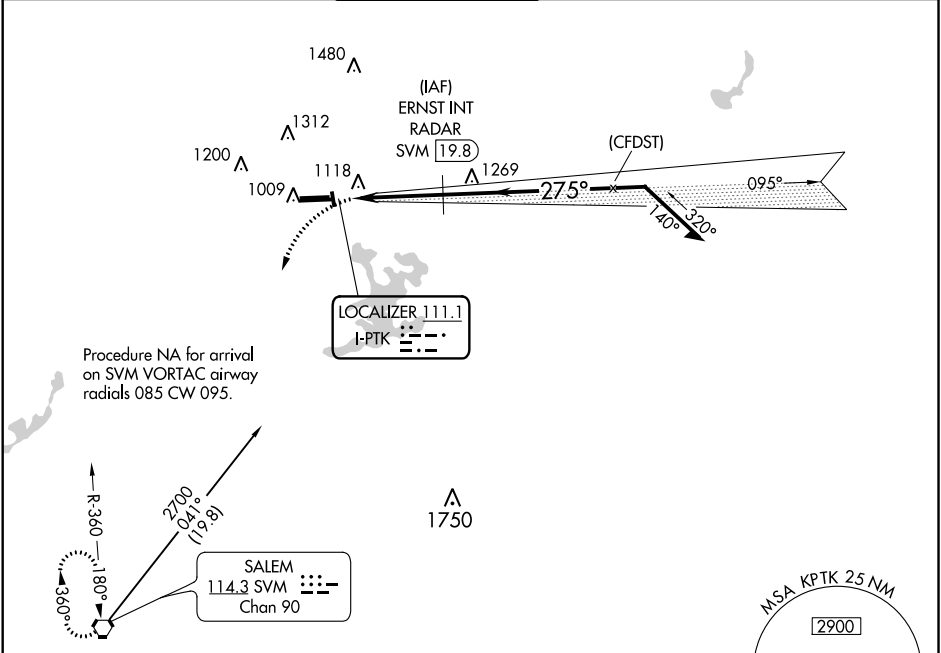 1480
(IAF)
ERNST INT
RADAR
SVM 19.8
1312
1200
1118
1009
1269
(CFDST)
275°
095°
140°
320°
LOCALIZER 111.1
I-PTK
Procedure NA for arrival
on SVM VORTAC airway
radials 085 CW 095.
R-360
180°
360°
2700
041°
(19.8)
1750
SALEM
114.3 SVM
Chan 90
MSA KPTK 25 NM
2900